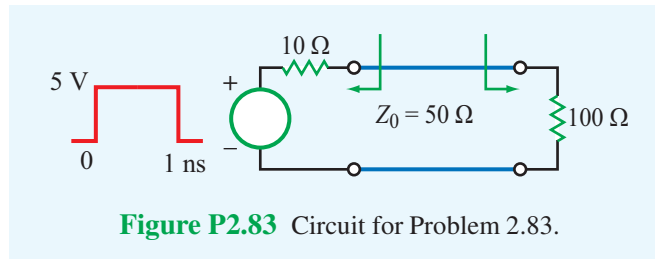 10 Ω
5 V
+
Z0 = 50 Ω
100 Ω
−
0
1 ns
Figure P2.83 Circuit for Problem 2.83.